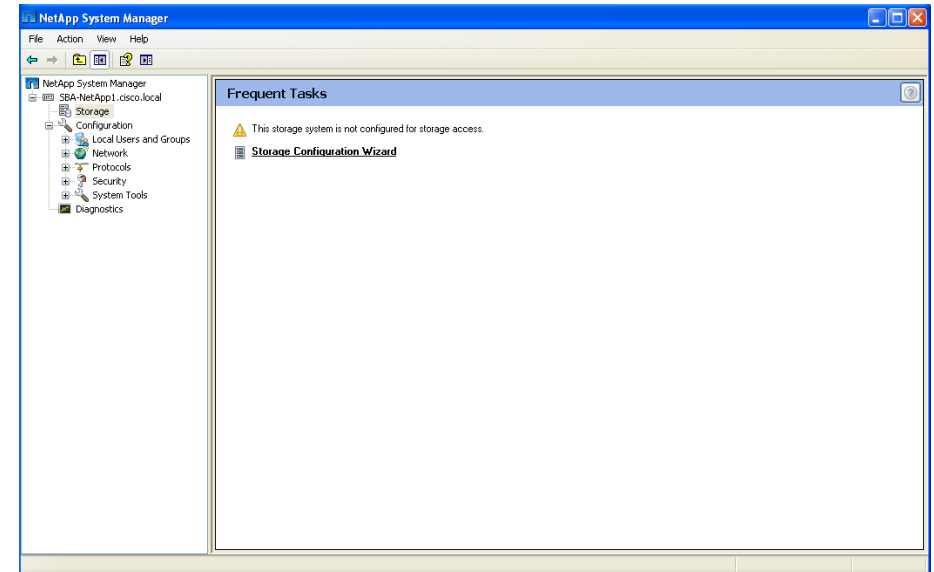 NetApp System Manager
File Action View Help
NetApp System Manager
SBA-NetApp1.cisco.local
Storage
Configuration
Local Users and Groups
Network
Protocols
Security
System Tools
Diagnostics
Frequent Tasks
This storage system is not configured for storage access.
Storage Configuration Wizard